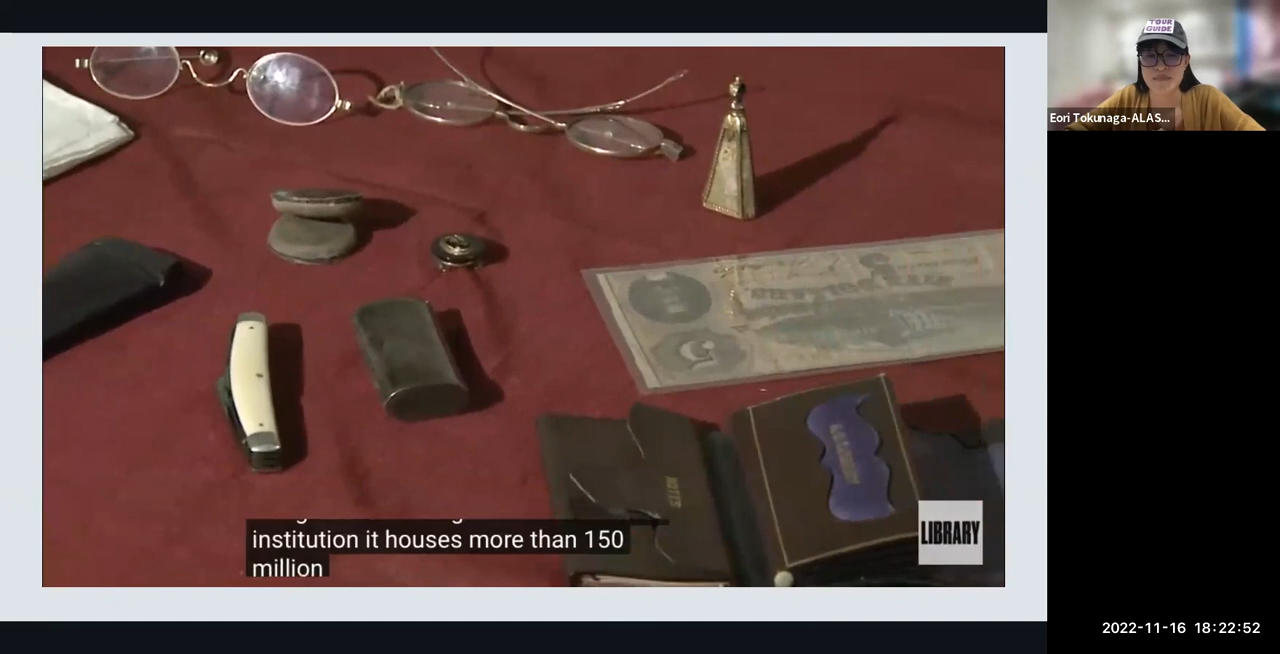 TOUR
GUIDE
Eori Tokunaga-ALAS...
institution it houses more than 150
million
LIBRARY
2022-11-16 18:22:52